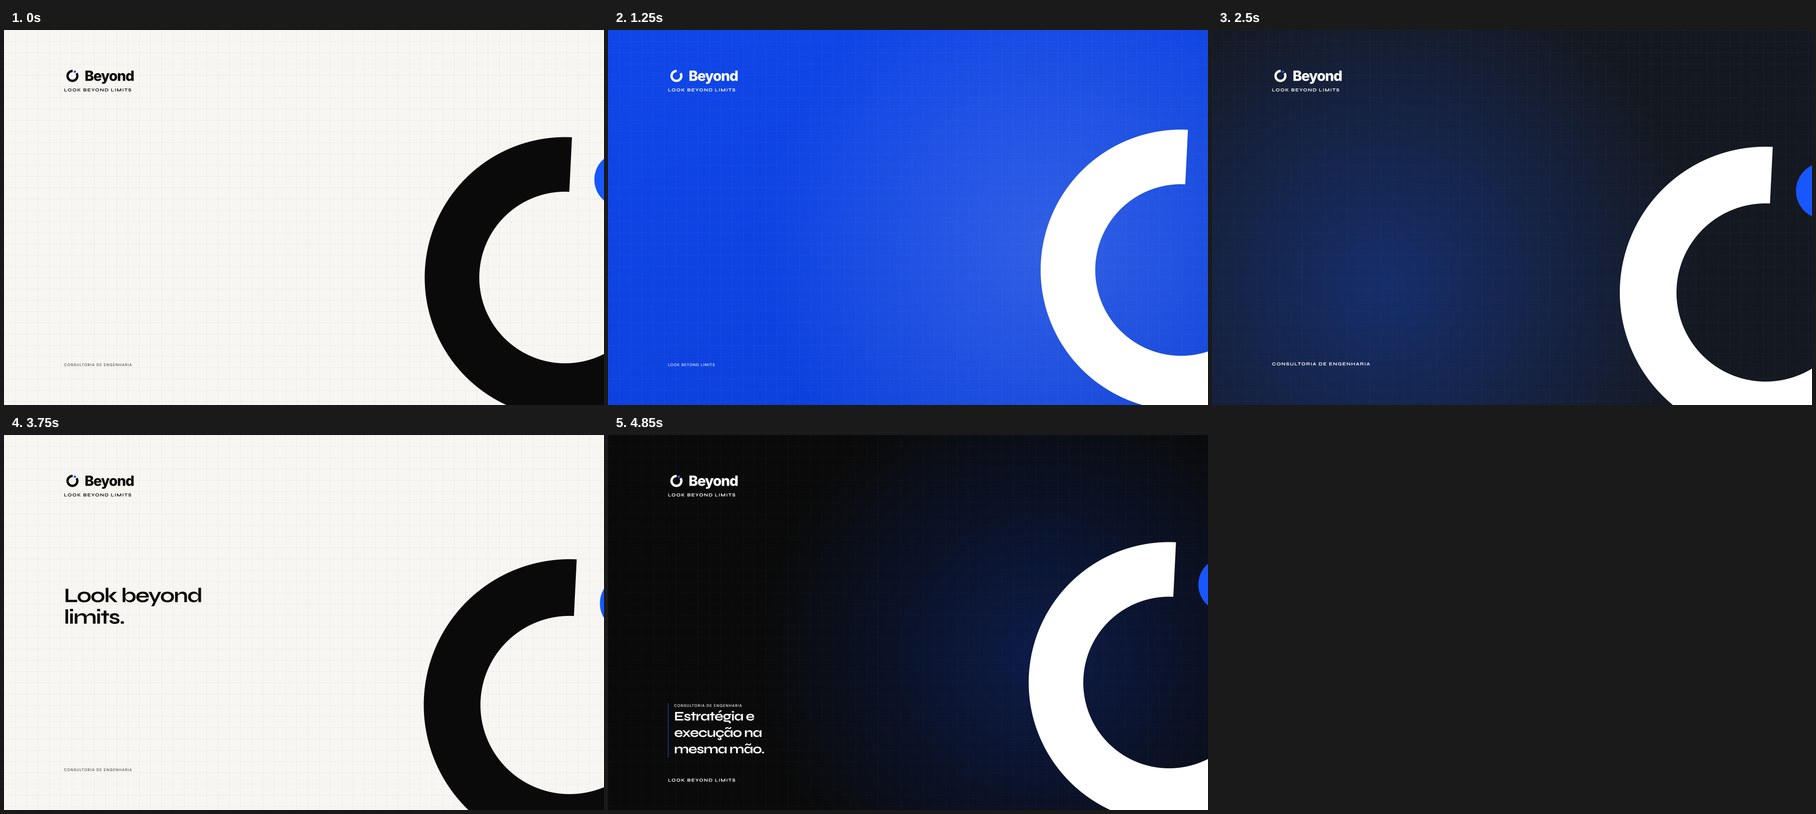 1. 0s
Beyond
LOOK BEYOND LIMITS
CONSULTORIA DE ENGENHARIA
2. 1.25s
Beyond
LOOK BEYOND LIMITS
LOOK BEYOND LIMITS
3. 2.5s
Beyond
LOOK BEYOND LIMITS
CONSULTORIA DE ENGENHARIA
4. 3.75s
Beyond
LOOK BEYOND LIMITS
Look beyond
limits.
CONSULTORIA DE ENGENHARIA
5. 4.85s
Beyond
LOOK BEYOND LIMITS
CONSULTORIA DE ENGENHARIA
Estratégia e
execução na
mesma mão.
LOOK BEYOND LIMITS